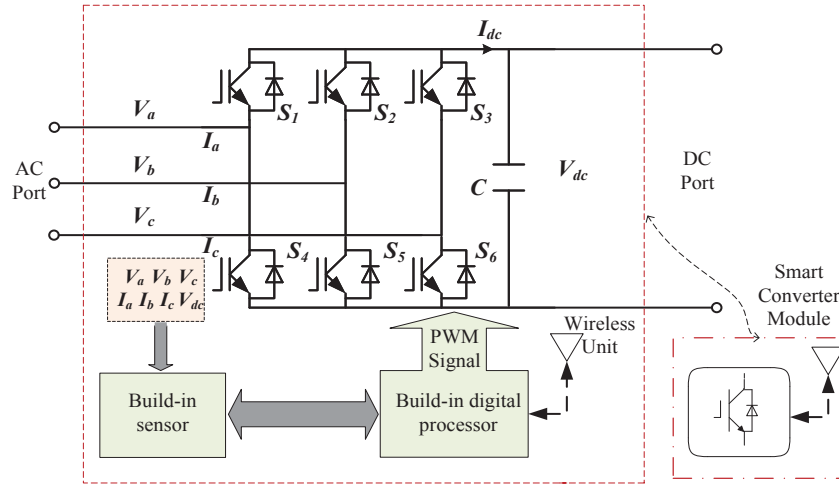 I_dc
S_1
S_2
S_3
V_a
I_a
AC
Port
V_b
I_b
C
V_dc
DC
Port
V_c
I_c
S_4
S_5
S_6
V_a V_b V_c
I_a I_b I_c V_dc
Smart
Converter
Module
PWM
Signal
Wireless
Unit
Build-in
sensor
Build-in digital
processor